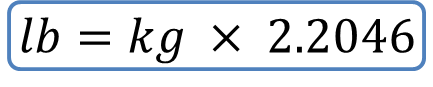 lb = kg × 2.2046